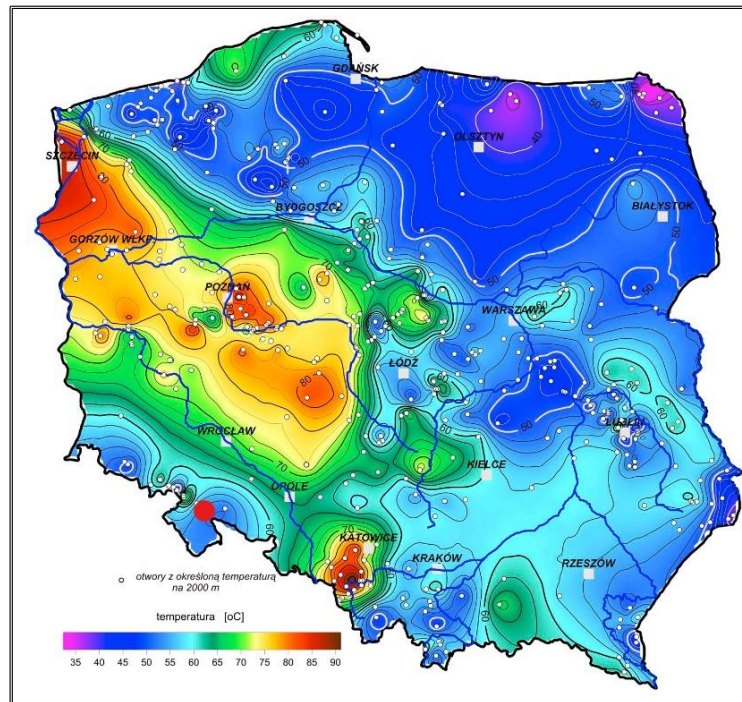 GDAŃSK
OLSZTYN
SZCZECIN
BIAŁYSTOK
BYDGOSZCZ
GORZÓW WLKP.
POZNAŃ
WARSZAWA
ŁÓDŹ
LUBLIN
WROCŁAW
KIELCE
OPOLE
KATOWICE
KRAKÓW
RZESZÓW
otwory z określoną temperaturą
na 2000 m
temperatura [oC]
35 40 45 50 55 60 65 70 75 80 85 90